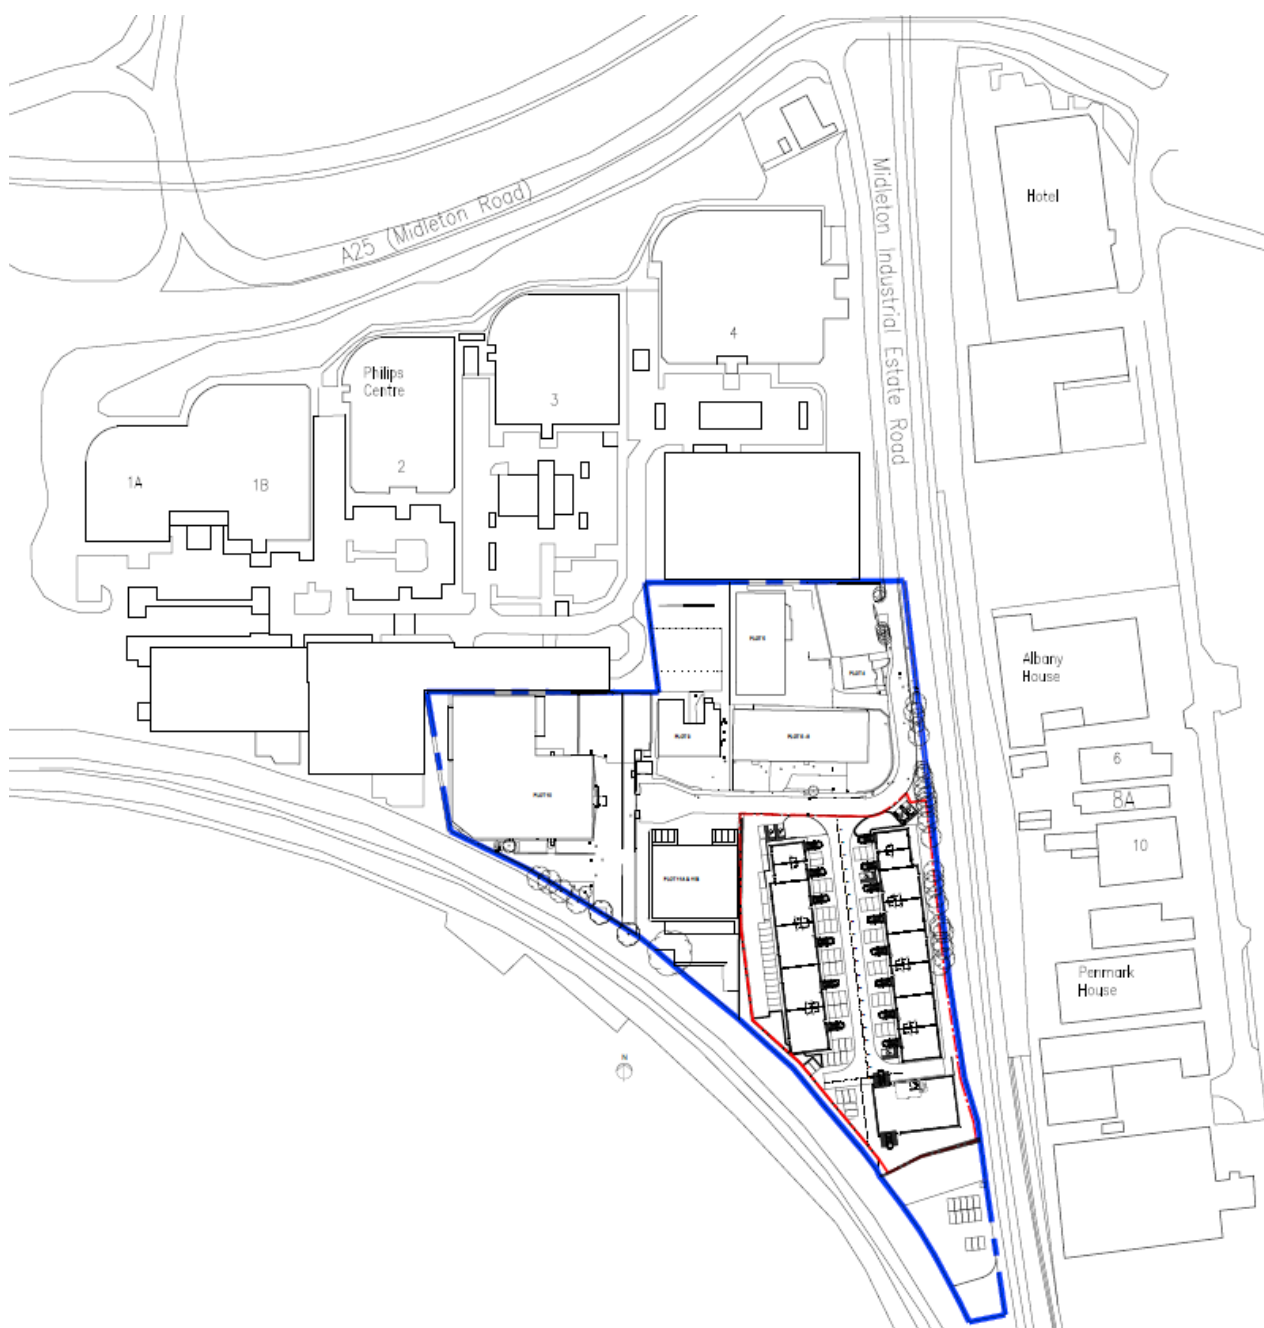 A25 (Midleton Road)
Midleton Industrial Estate Road
Hotel
4
Philips
Centre
3
2
1A
1B
Albany
House
6
8A
10
Penmark
House
N